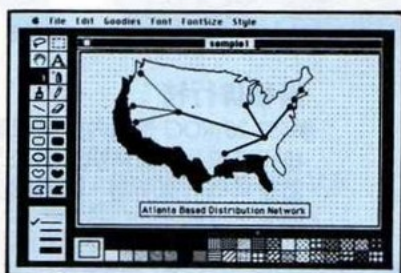 File Edit Goodies Font FontSize Style
sample1
A
Atlanta Based Distribution Network